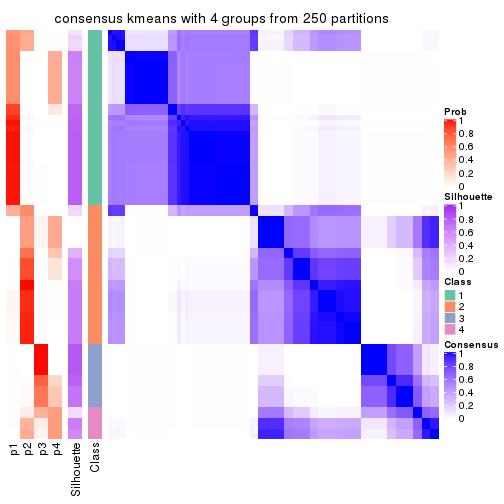 consensus kmeans with 4 groups from 250 partitions
Prob
1
0.8
0.6
0.4
0.2
0
Silhouette
1
0.8
0.6
0.4
0.2
0
Class
1
2
3
4
Consensus
1
0.8
0.6
0.4
0.2
0
p1
p2
p3
p4
Silhouette
Class